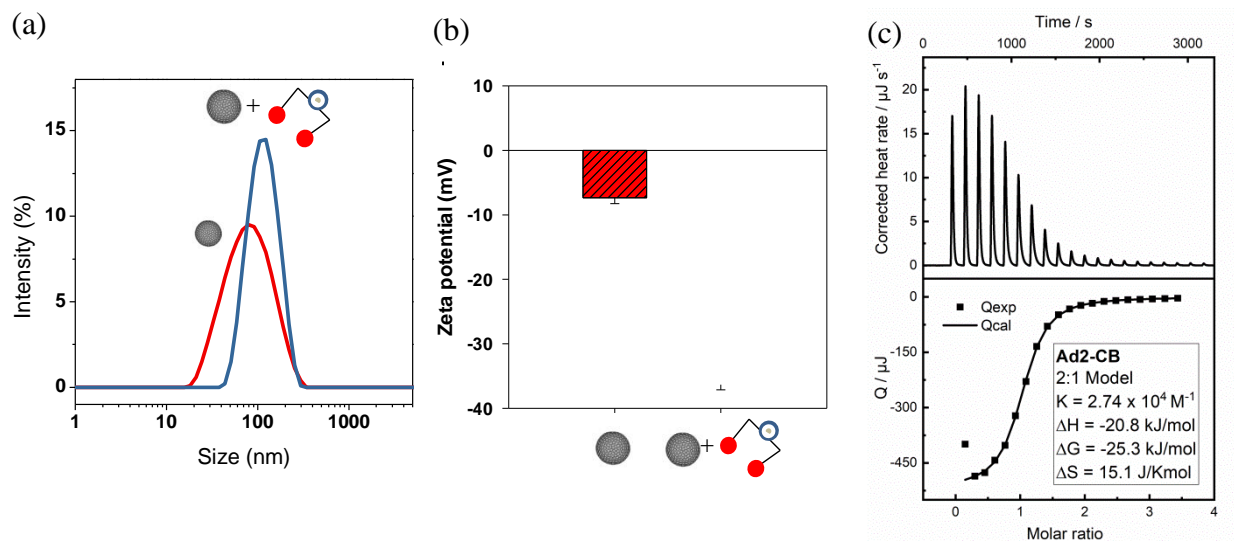 (a)
Intensity (%)
15
10
5
0
+
1
10
100
1000
Size (nm)
(b)
Zeta potential (mV)
10
0
-10
-20
-30
-40
+
(c)
Time / s
0
1000
2000
3000
Corrected heat rate / µJ s⁻¹
20
15
10
5
0
Q / µJ
0
-150
-300
-450
Qexp
Qcal
Ad2-CB
2:1 Model
K = 2.74 x 10⁴ M⁻¹
ΔH = -20.8 kJ/mol
ΔG = -25.3 kJ/mol
ΔS = 15.1 J/Kmol
0
1
2
3
4
Molar ratio